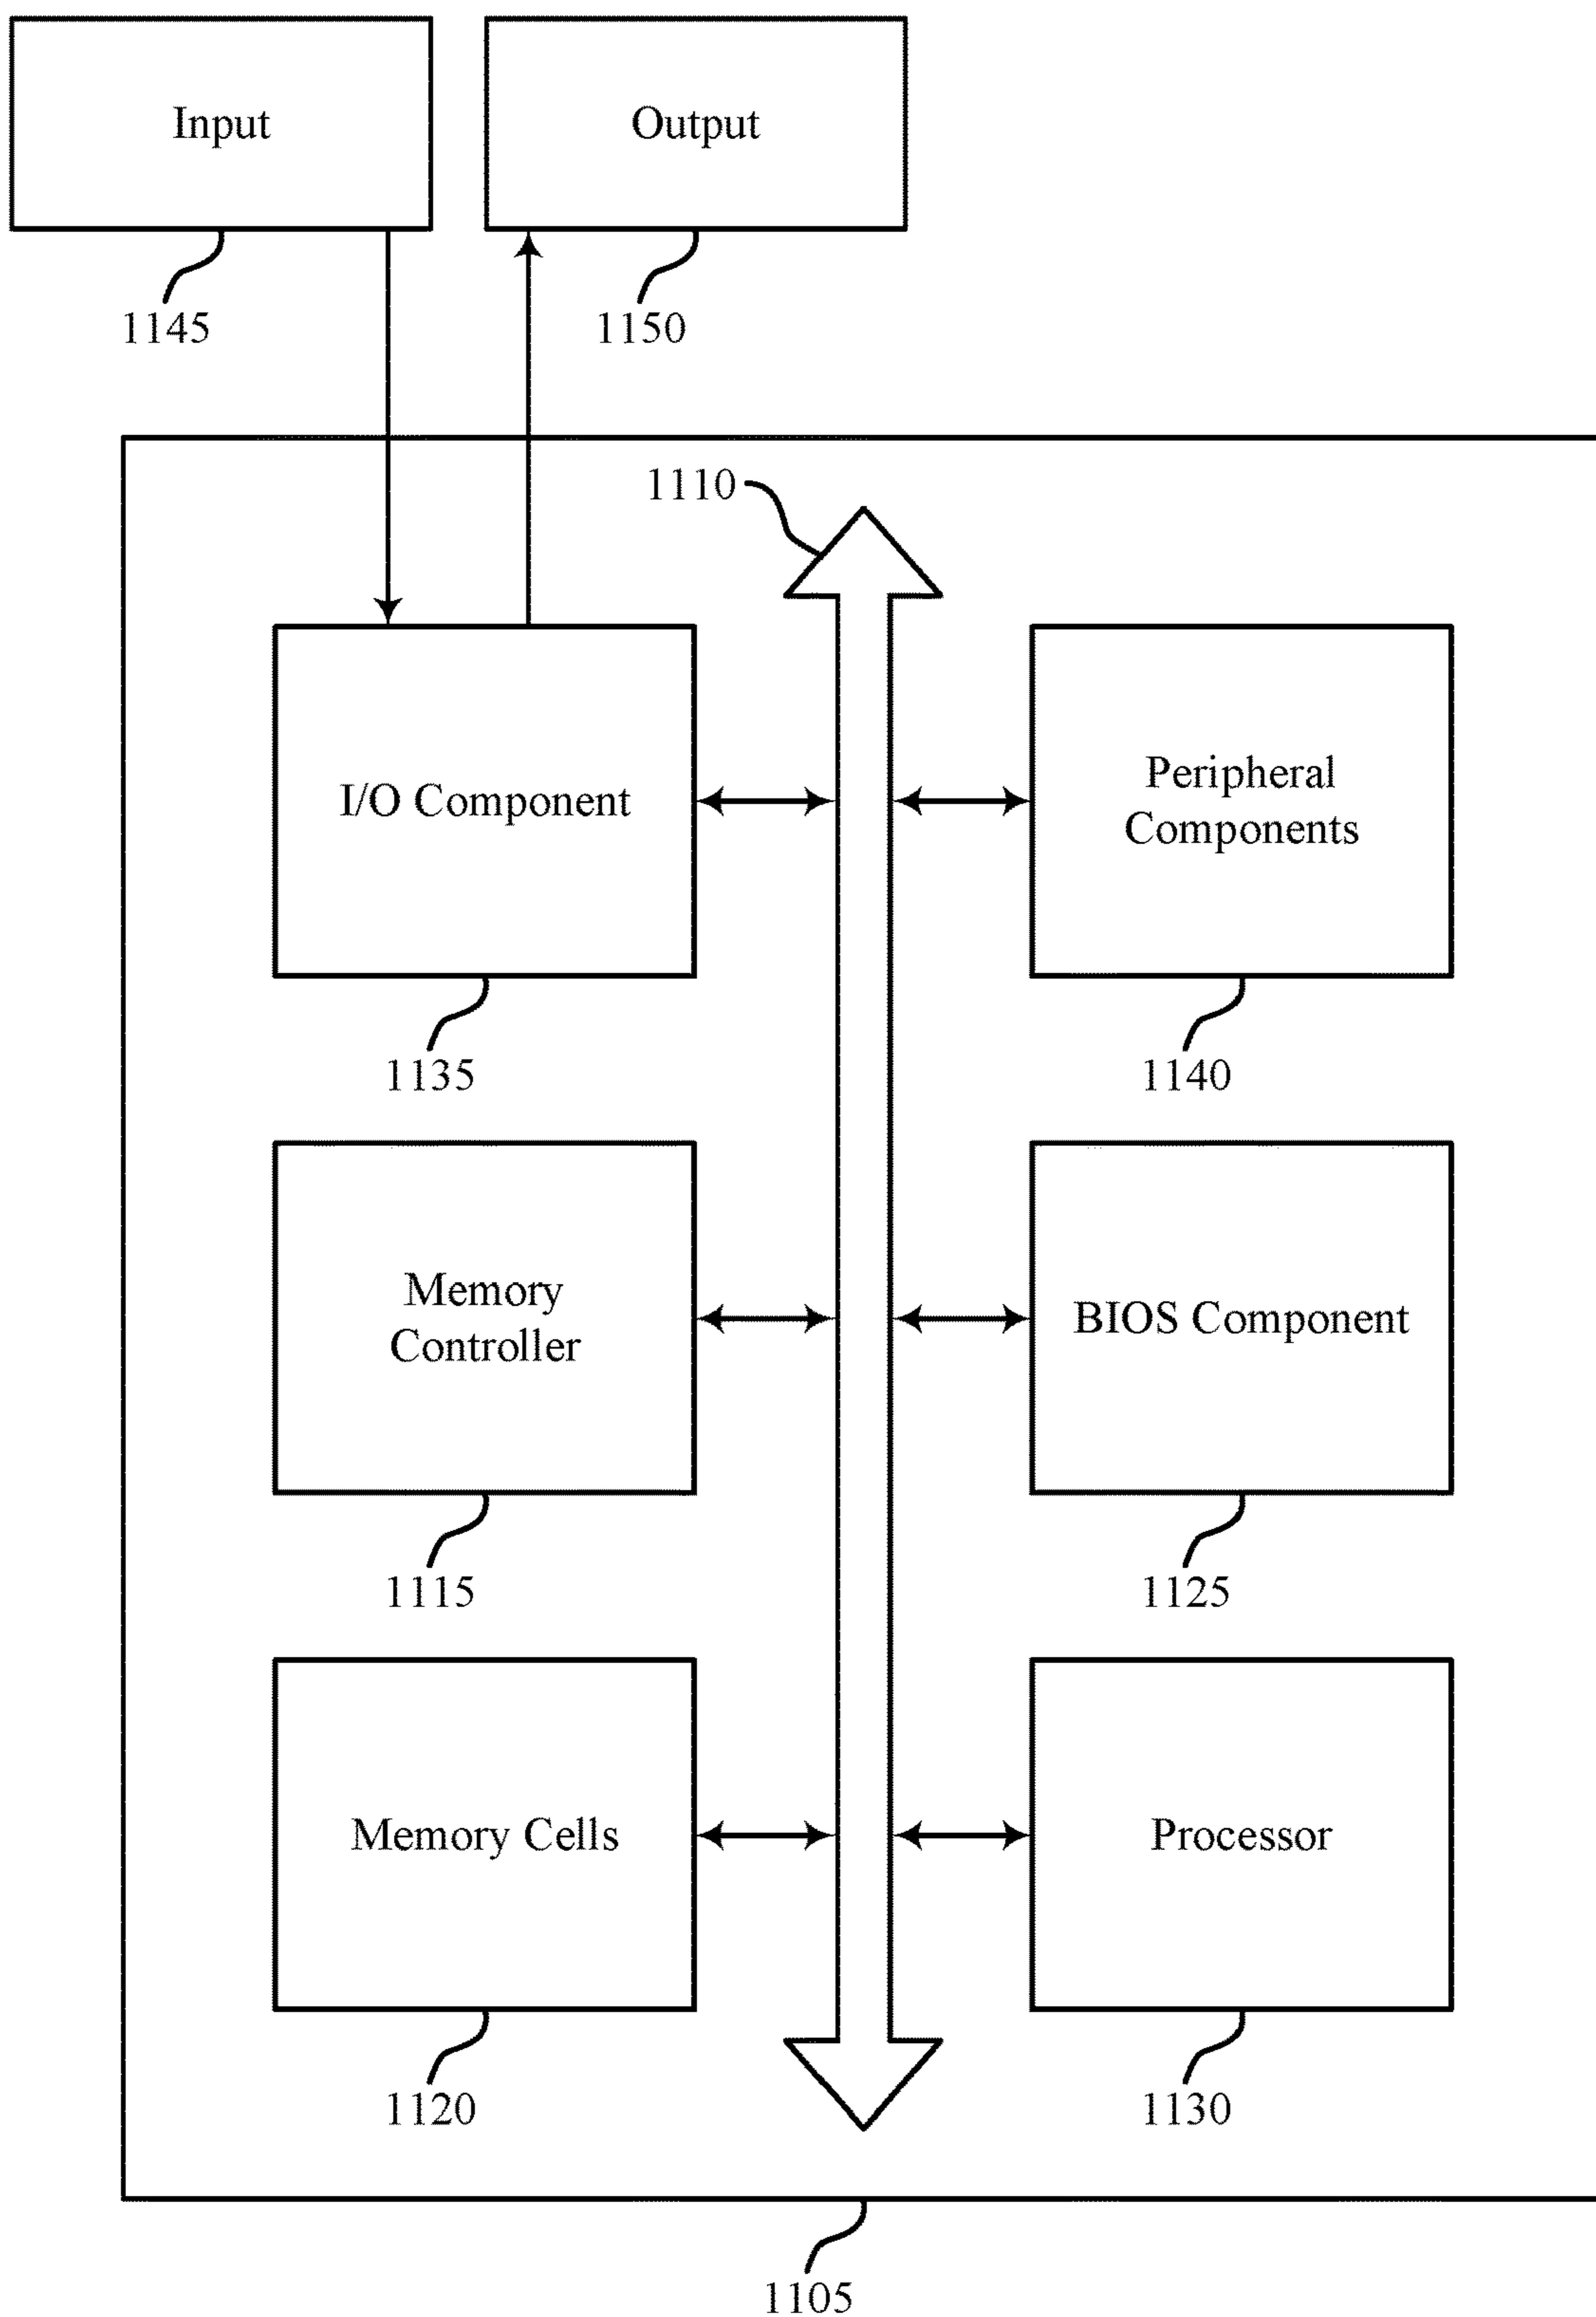 Input
Output
1145
1150
1110
I/O Component
Peripheral
Components
1135
1140
Memory
Controller
BIOS Component
1115
1125
Memory Cells
Processor
1120
1130
1105